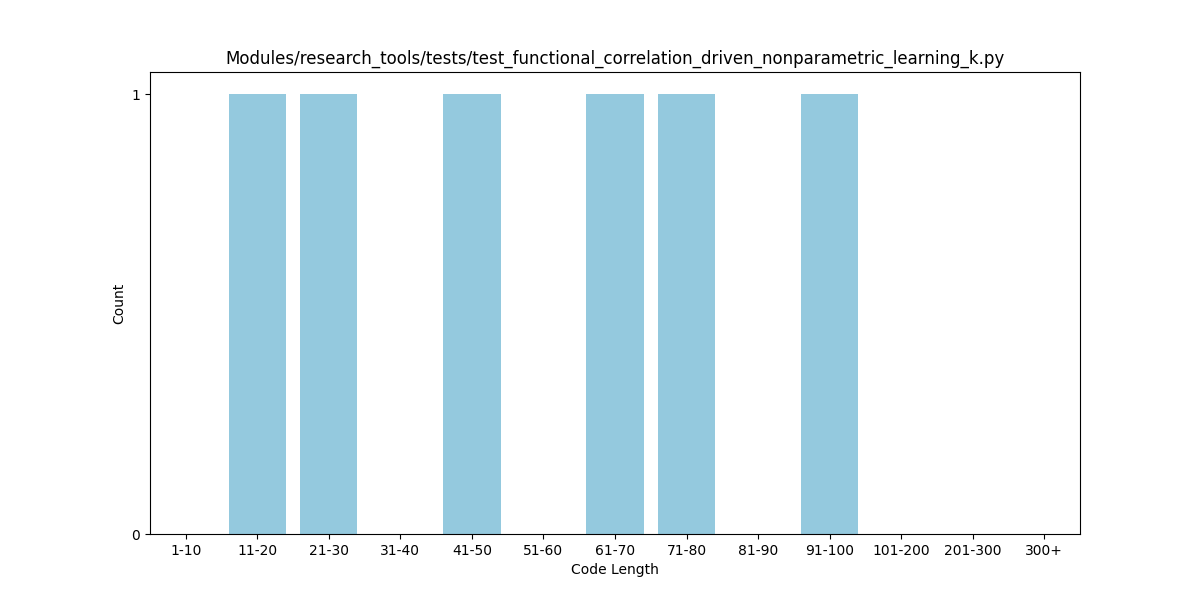 Modules/research_tools/tests/test_functional_correlation_driven_nonparametric_learning_k.py
Count
1
0
1-10 11-20 21-30 31-40 41-50 51-60 61-70 71-80 81-90 91-100 101-200 201-300 300+
Code Length